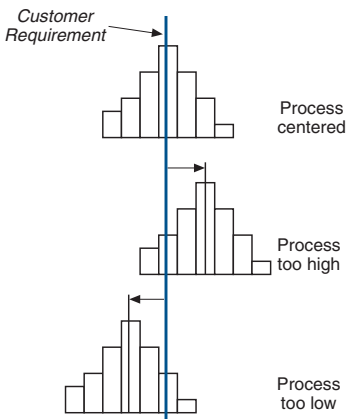 Customer
Requirement
Process
centered
Process
too high
Process
too low